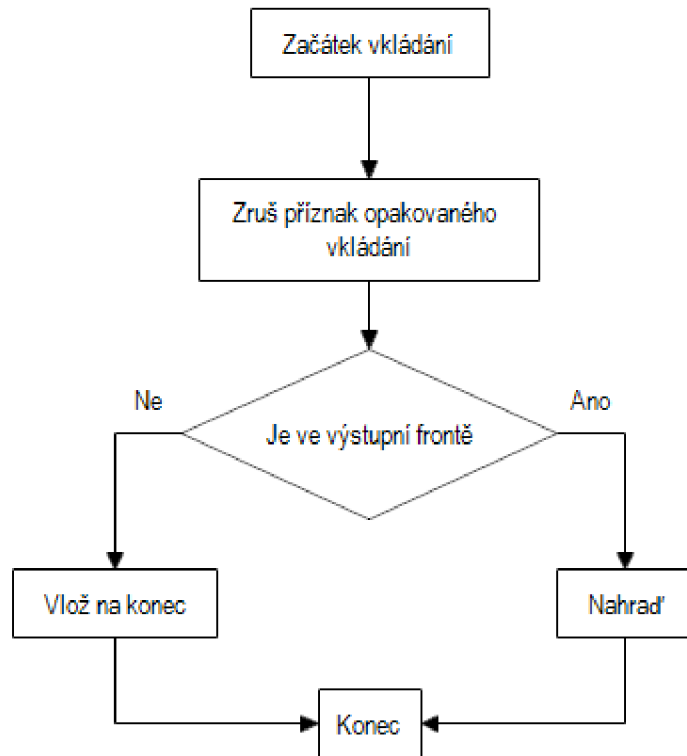 Začátek vkládání
Zruš příznak opakovaného
vkládání
Ne
Ano
Je ve výstupní frontě
Vlož na konec
Nahraď
Konec